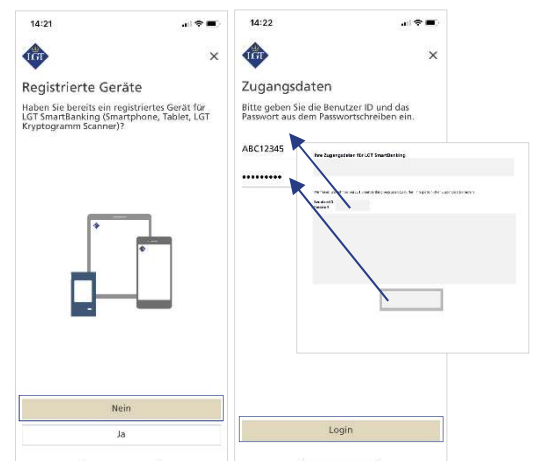 14:21
LGT
Registrierte Geräte
Haben Sie bereits ein registriertes Gerät für
LGT SmartBanking (Smartphone, Tablet, LGT
Kryptogramm Scanner)?
Nein
Ja
14:22
LGT
Zugangsdaten
Bitte geben Sie die Benutzer ID und das
Passwort aus dem Passwortschreiben ein.
ABC12345
•••••••••
Login
Ihre Zugangsdaten für LGT SmartBanking